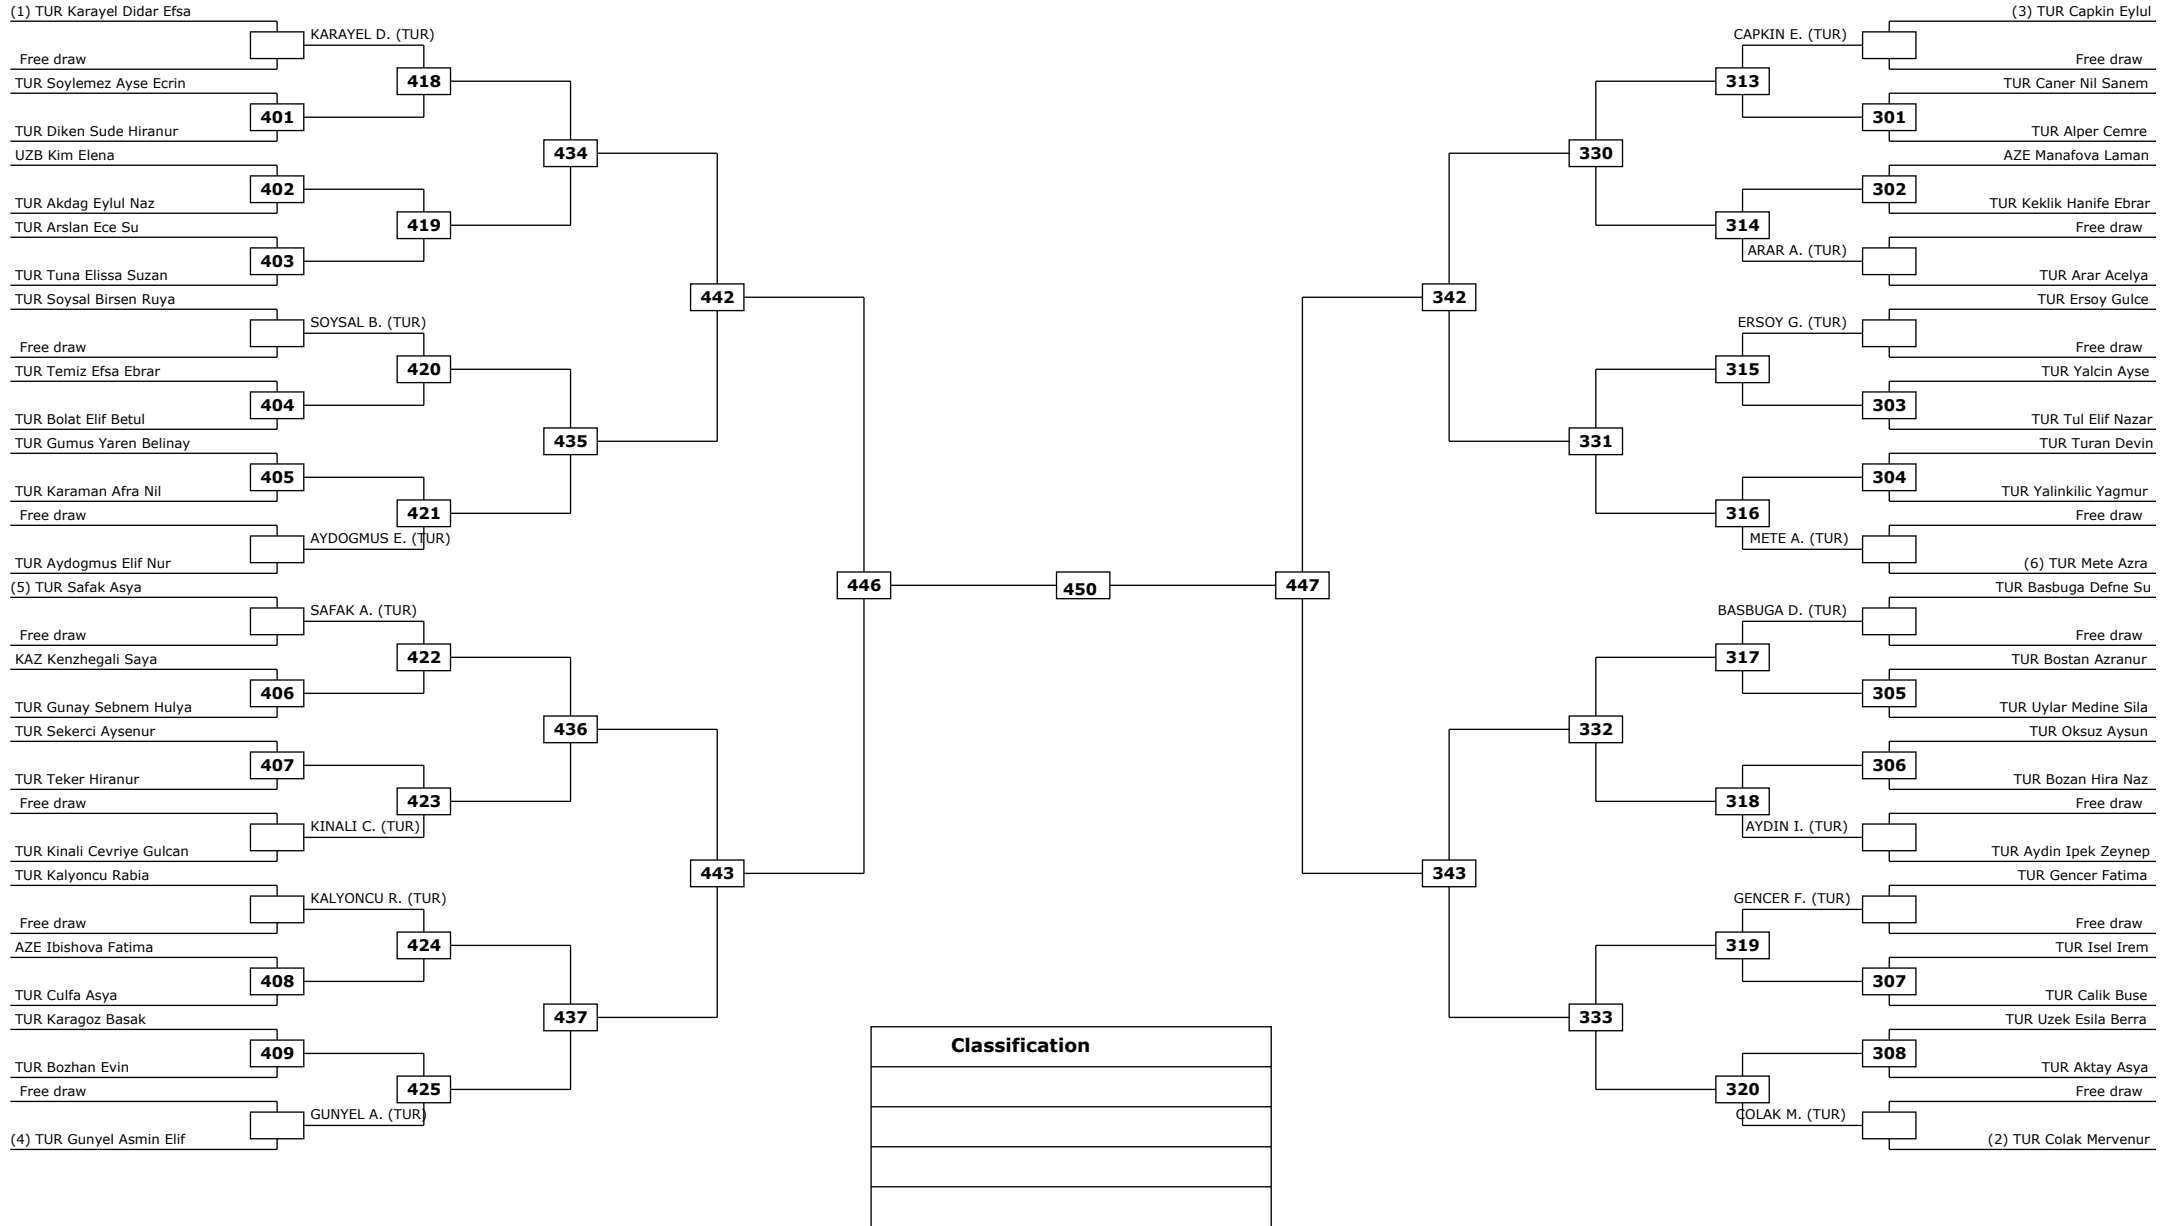 (1) TUR Karayel Didar Efsa
KARAYEL D. (TUR)
Free draw
418
TUR Soylemez Ayse Ecrin
401
TUR Diken Sude Hiranur
434
UZB Kim Elena
402
TUR Akdag Eylul Naz
419
TUR Arslan Ece Su
403
TUR Tuna Elissa Suzan
442
TUR Soysal Birsen Ruya
SOYSAL B. (TUR)
Free draw
420
TUR Temiz Efsa Ebrar
404
TUR Bolat Elif Betul
435
TUR Gumus Yaren Belinay
405
TUR Karaman Afra Nil
421
Free draw
AYDOGMUS E. (TUR)
TUR Aydogmus Elif Nur
446
(5) TUR Safak Asya
SAFAK A. (TUR)
Free draw
422
KAZ Kenzhegali Saya
406
TUR Gunay Sebnem Hulya
436
TUR Sekerci Aysenur
407
TUR Teker Hiranur
423
Free draw
KINALI C. (TUR)
TUR Kinali Cevriye Gulcan
443
TUR Kalyoncu Rabia
KALYONCU R. (TUR)
Free draw
424
AZE Ibishova Fatima
408
TUR Culfa Asya
437
TUR Karagoz Basak
409
TUR Bozhan Evin
425
Free draw
GUNYEL A. (TUR)
(4) TUR Gunyel Asmin Elif
450
(3) TUR Capkin Eylul
CAPKIN E. (TUR)
Free draw
313
TUR Caner Nil Sanem
301
TUR Alper Cemre
330
AZE Manafova Laman
302
TUR Keklik Hanife Ebrar
314
Free draw
ARAR A. (TUR)
TUR Arar Acelya
342
TUR Ersoy Gulce
ERSOY G. (TUR)
Free draw
315
TUR Yalcin Ayse
303
TUR Tul Elif Nazar
331
TUR Turan Devin
304
TUR Yalinkilic Yagmur
316
Free draw
METE A. (TUR)
(6) TUR Mete Azra
447
TUR Basbuga Defne Su
BASBUGA D. (TUR)
Free draw
317
TUR Bostan Azranur
305
TUR Uylar Medine Sila
332
TUR Oksuz Aysun
306
TUR Bozan Hira Naz
318
Free draw
AYDIN I. (TUR)
TUR Aydin Ipek Zeynep
343
TUR Gencer Fatima
GENCER F. (TUR)
Free draw
319
TUR Isel Irem
307
TUR Calik Buse
333
TUR Uzek Esila Berra
308
TUR Aktay Asya
320
Free draw
COLAK M. (TUR)
(2) TUR Colak Mervenur
Classification